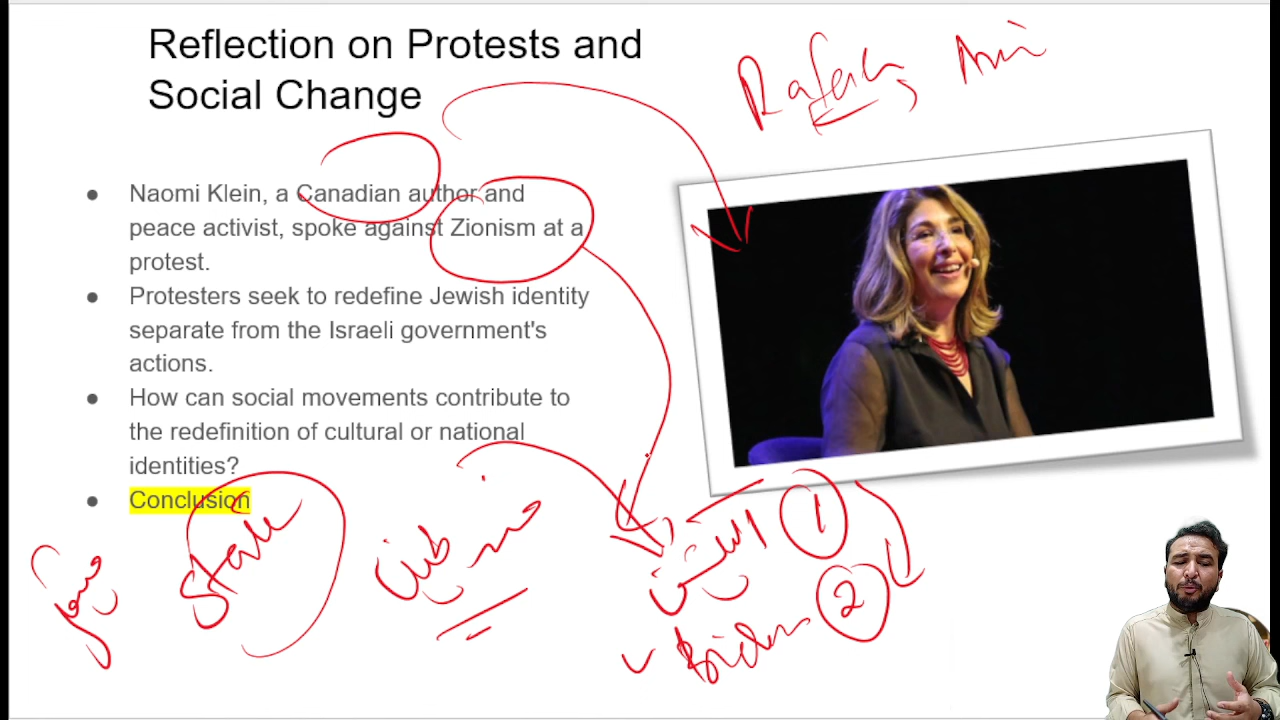 Reflection on Protests and
Social Change
Naomi Klein, a Canadian author and
peace activist, spoke against Zionism at a
protest.
Protesters seek to redefine Jewish identity
separate from the Israeli government's
actions.
How can social movements contribute to
the redefinition of cultural or national
identities?
Conclusion
State
1
Biden 2